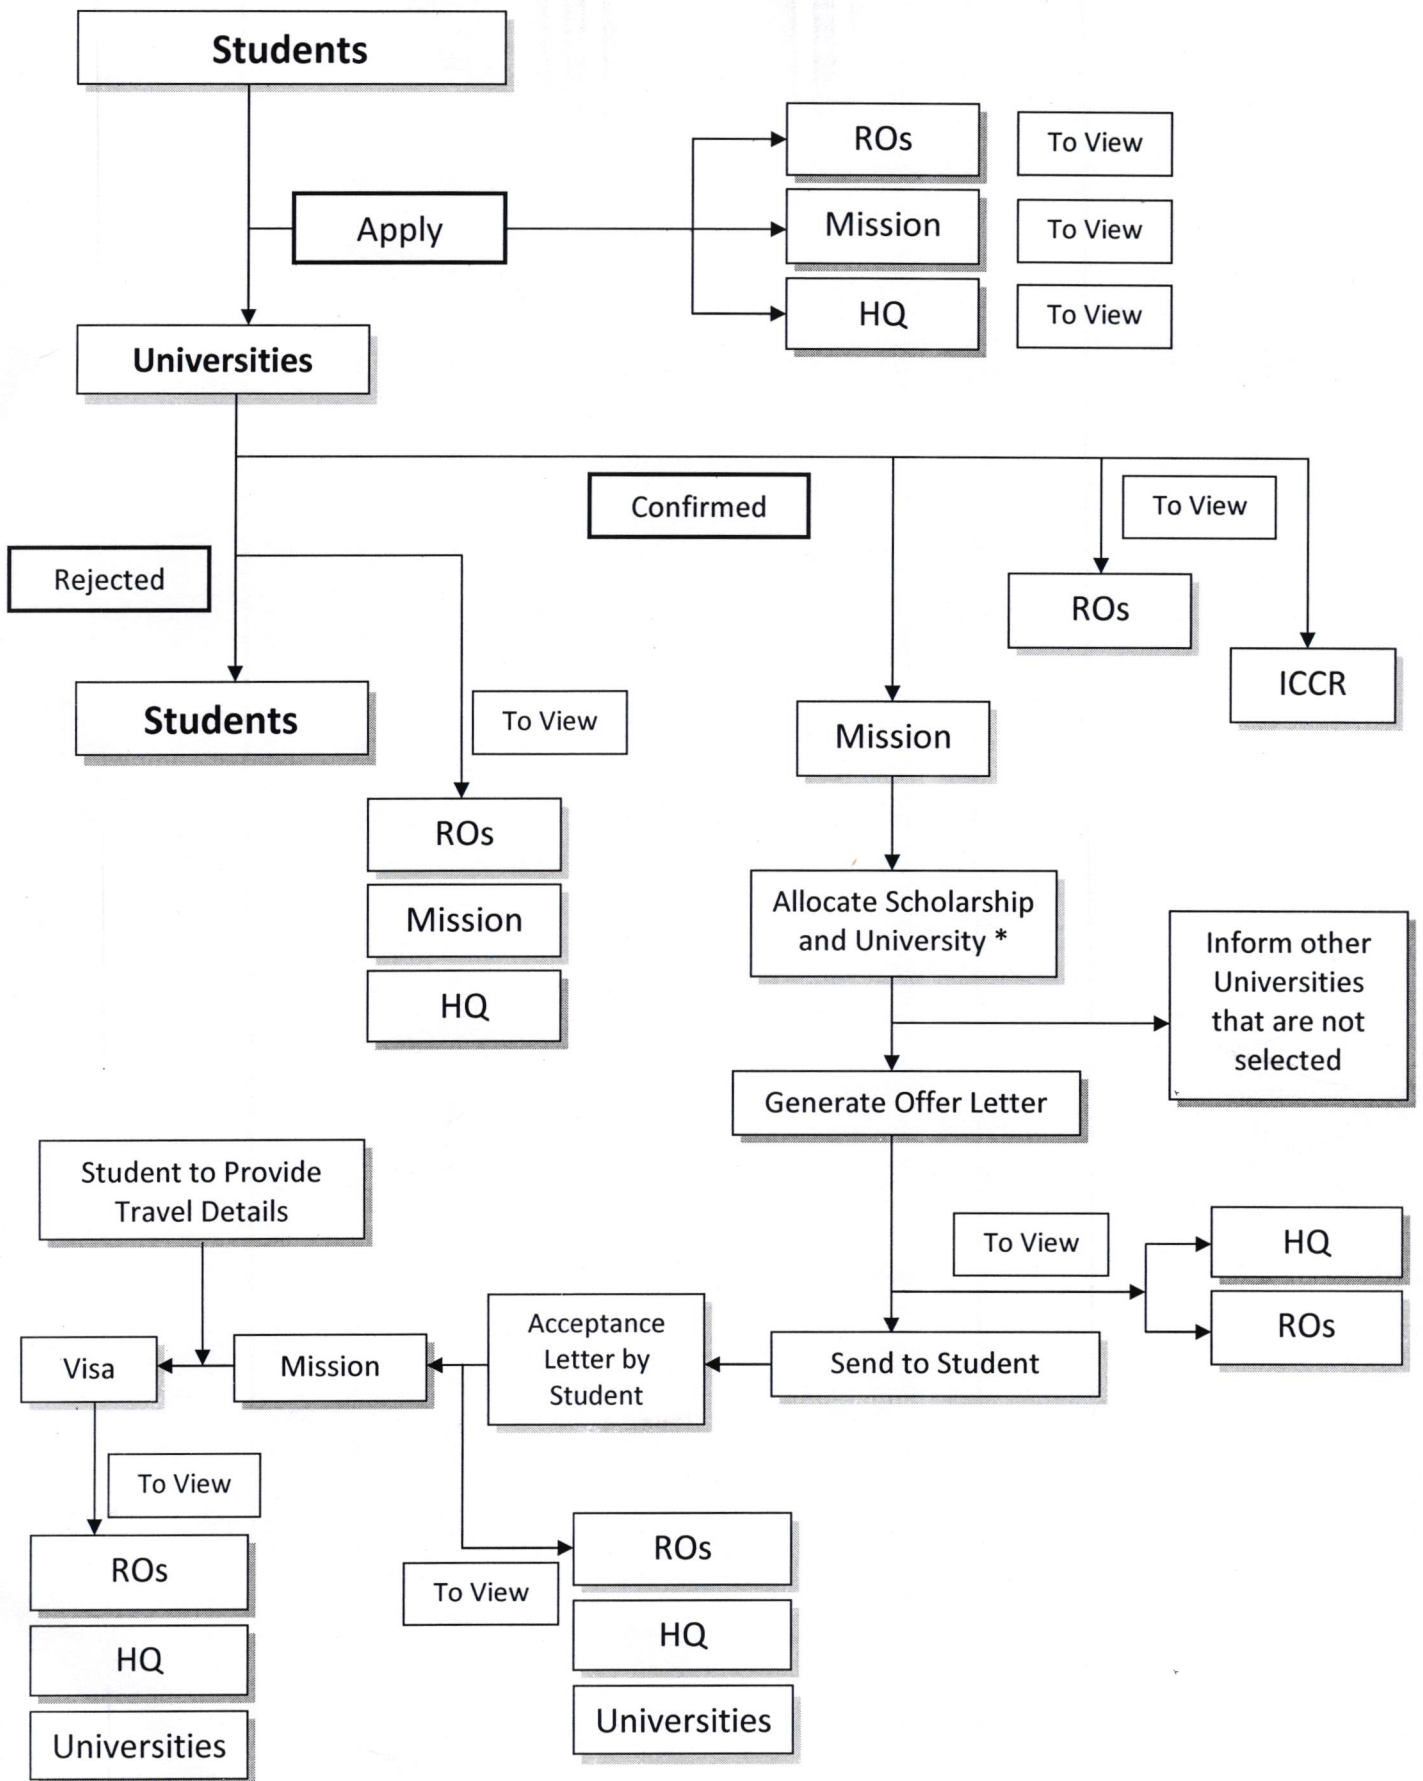 Students
ROs
To View
Apply
Mission
To View
HQ
To View
Universities
Confirmed
To View
Rejected
ROs
ICCR
Students
To View
Mission
ROs
Mission
HQ
Allocate Scholarship
and University *
Inform other
Universities
that are not
selected
Generate Offer Letter
Student to Provide
Travel Details
To View
HQ
ROs
Visa
Mission
Acceptance
Letter by
Student
Send to Student
To View
ROs
HQ
Universities
To View
ROs
HQ
Universities